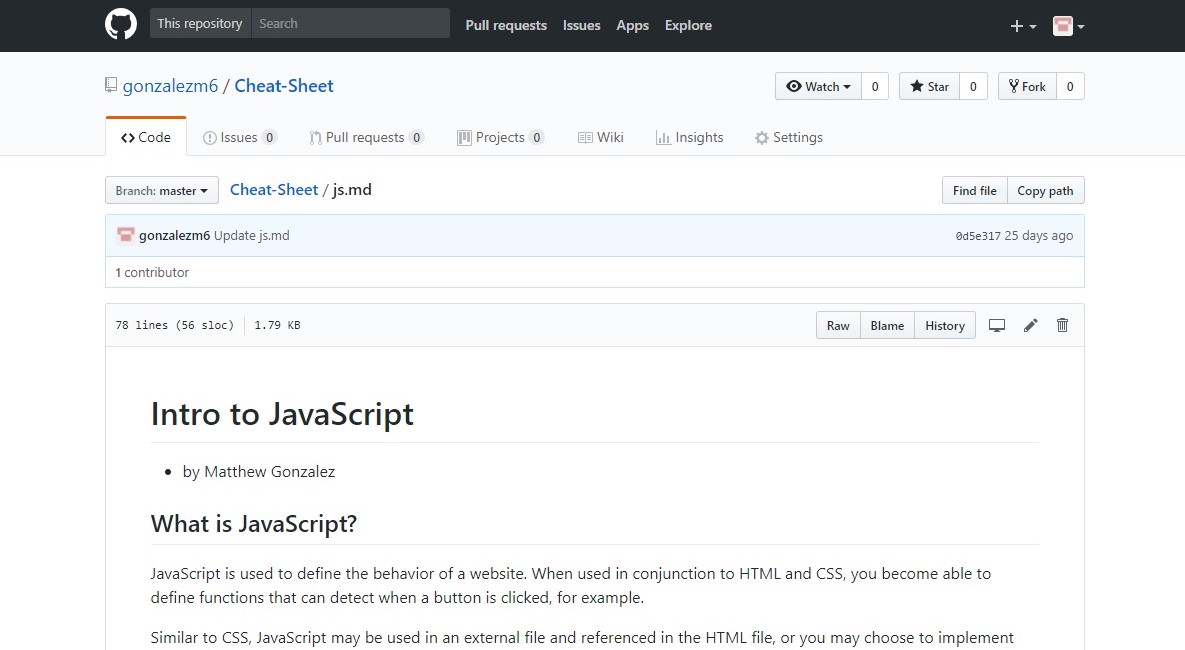 This repository Search Pull requests Issues Apps Explore
gonzalezm6 / Cheat-Sheet Watch 0 Star 0 Fork 0
Code Issues 0 Pull requests 0 Projects 0 Wiki Insights Settings
Branch: master Cheat-Sheet / js.md Find file Copy path
gonzalezm6 Update js.md 0d5e317 25 days ago
1 contributor
78 lines (56 sloc) 1.79 KB Raw Blame History
Intro to JavaScript
• by Matthew Gonzalez
What is JavaScript?
JavaScript is used to define the behavior of a website. When used in conjunction to HTML and CSS, you become able to
define functions that can detect when a button is clicked, for example.
Similar to CSS, JavaScript may be used in an external file and referenced in the HTML file, or you may choose to implement